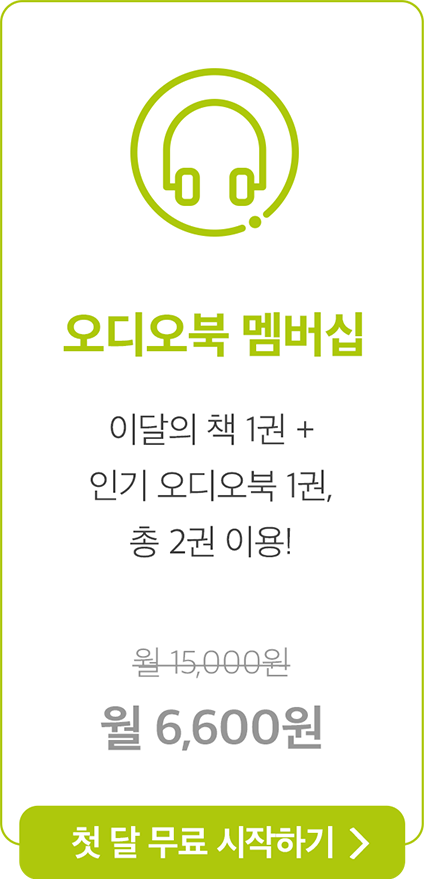 오디오북 멤버십
이달의 책 1권 +
인기 오디오북 1권,
총 2권 이용!
월 15,000원
월 6,600원
첫 달 무료 시작하기 >